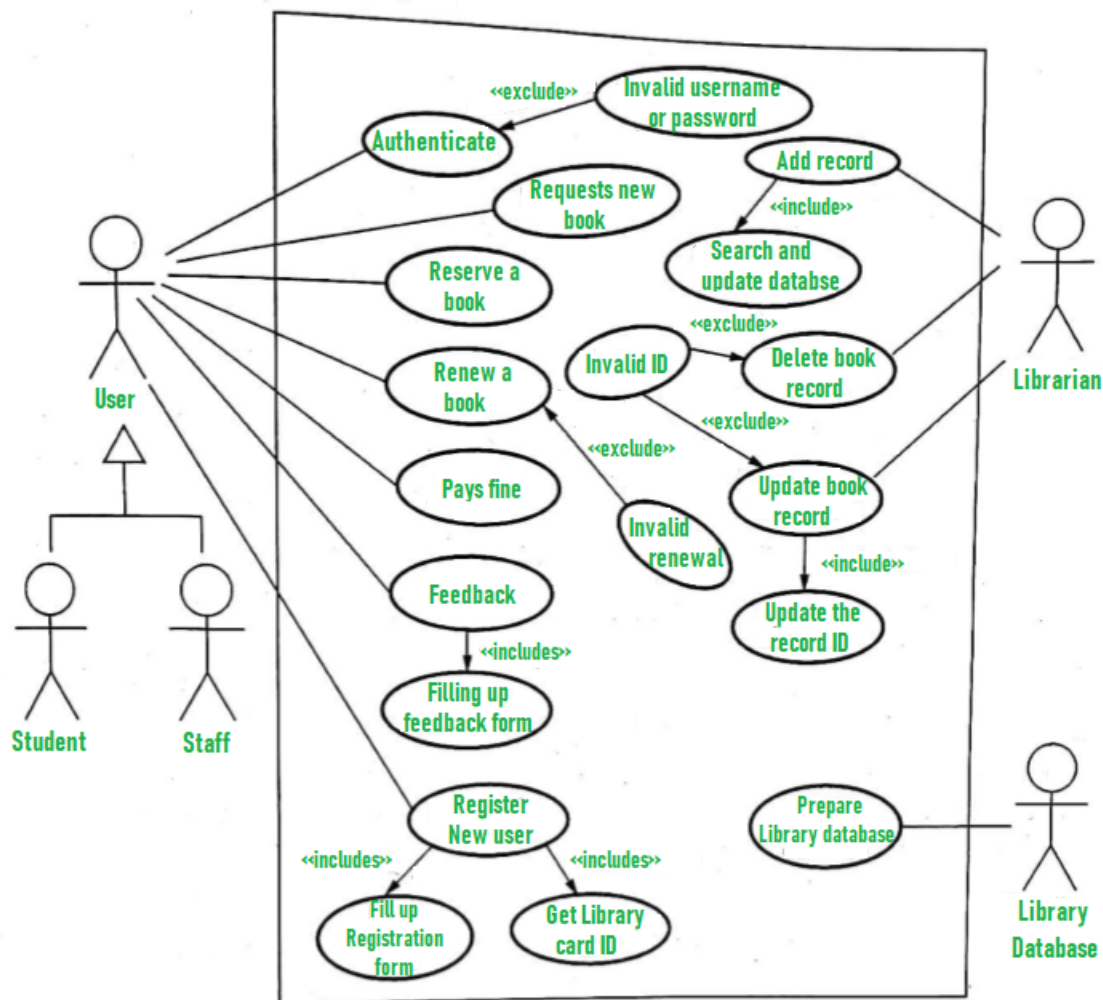 Invalid username
or password
«exclude»
Authenticate
Add record
Requests new
book
«include»
Search and
update databse
Reserve a
book
«exclude»
Invalid ID
Delete book
record
Librarian
Renew a
book
User
«exclude»
«exclude»
Pays fine
Update book
record
Invalid
renewal
«include»
Feedback
Update the
record ID
«includes»
Filling up
feedback form
Student
Staff
Register
New user
Prepare
Library database
«includes»
«includes»
Fill up
Registration
form
Get Library
card ID
Library
Database